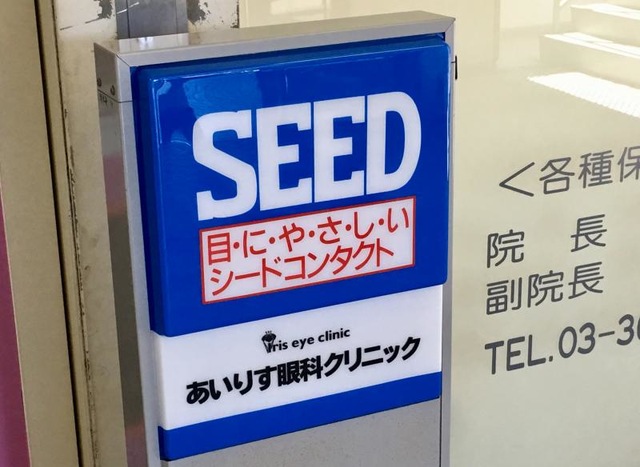 SEED
目・に・や・さ・し・い
シードコンタクト
iris eye clinic
あいりす眼科クリニック
<各種保
院 長
副院長
TEL.03-3